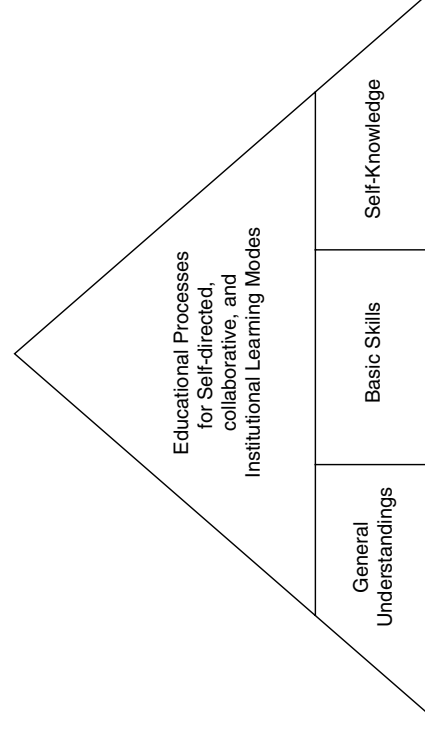 Educational Processes
for Self-directed,
collaborative, and
Institutional Learning Modes
General
Understandings
Basic Skills
Self-Knowledge